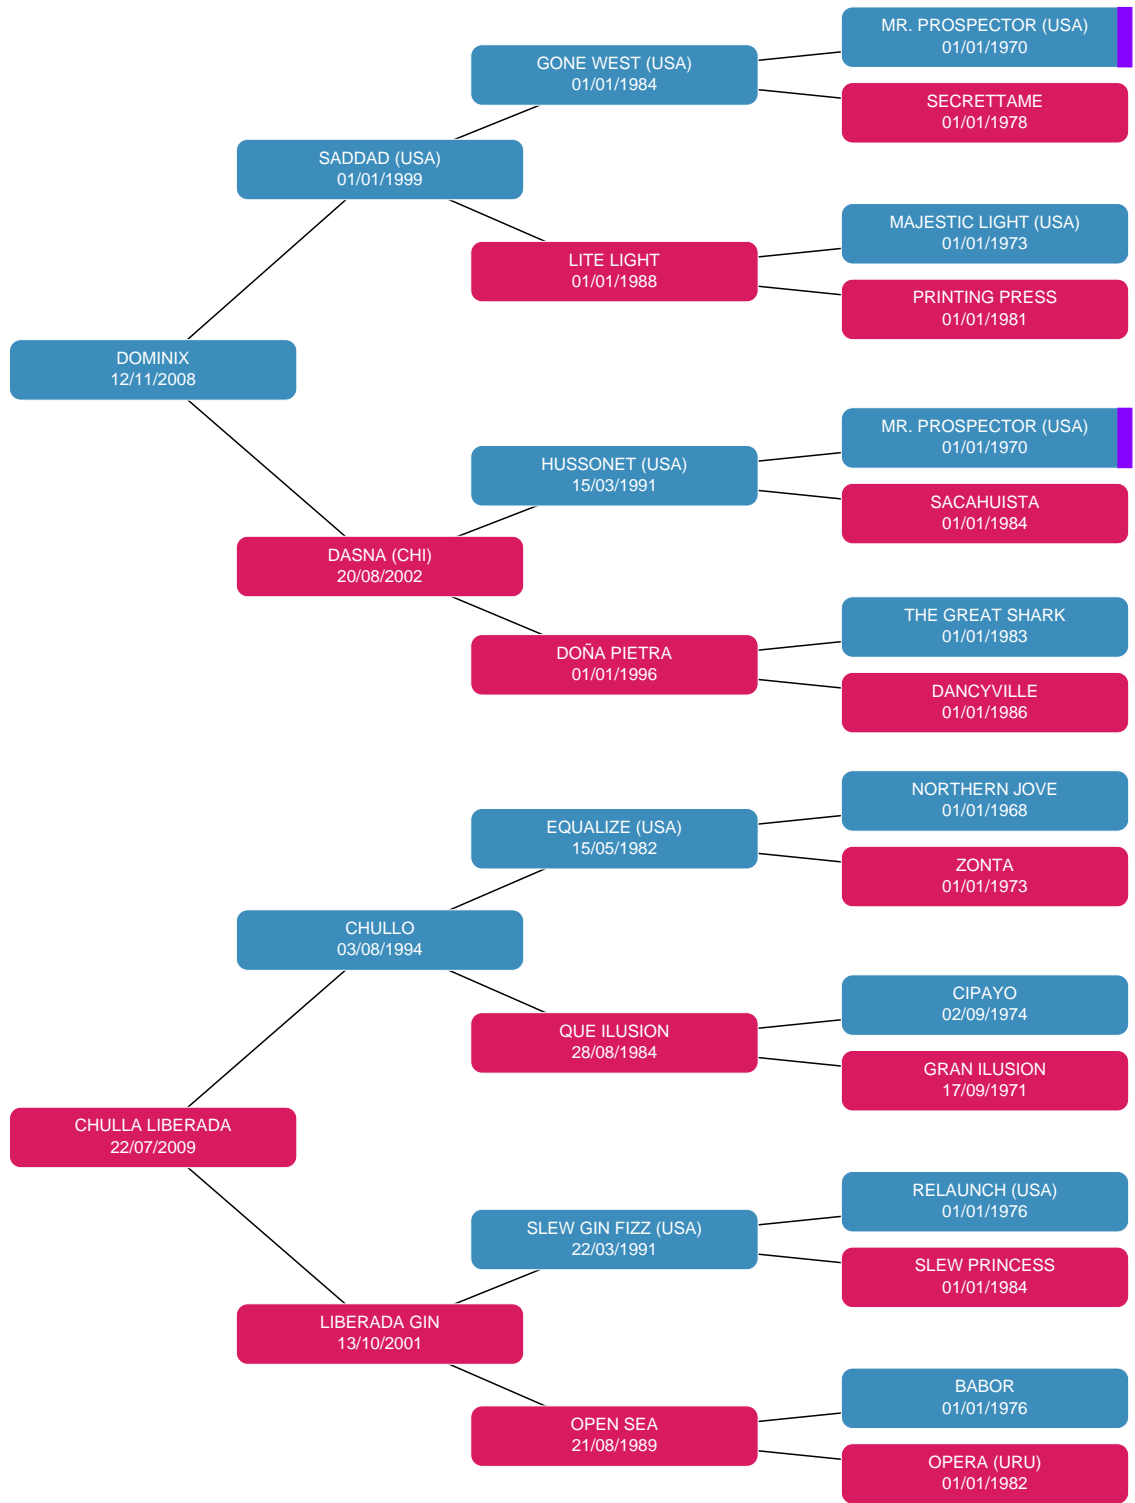 MR. PROSPECTOR (USA)
01/01/1970
GONE WEST (USA)
01/01/1984
SECRETTAME
01/01/1978
SADDAD (USA)
01/01/1999
MAJESTIC LIGHT (USA)
01/01/1973
LITE LIGHT
01/01/1988
PRINTING PRESS
01/01/1981
DOMINIX
12/11/2008
MR. PROSPECTOR (USA)
01/01/1970
HUSSONET (USA)
15/03/1991
SACAHUISTA
01/01/1984
DASNA (CHI)
20/08/2002
THE GREAT SHARK
01/01/1983
DOÑA PIETRA
01/01/1996
DANCYVILLE
01/01/1986
NORTHERN JOVE
01/01/1968
EQUALIZE (USA)
15/05/1982
ZONTA
01/01/1973
CHULLO
03/08/1994
CIPAYO
02/09/1974
QUE ILUSION
28/08/1984
GRAN ILUSION
17/09/1971
CHULLA LIBERADA
22/07/2009
RELAUNCH (USA)
01/01/1976
SLEW GIN FIZZ (USA)
22/03/1991
SLEW PRINCESS
01/01/1984
LIBERADA GIN
13/10/2001
BABOR
01/01/1976
OPEN SEA
21/08/1989
OPERA (URU)
01/01/1982